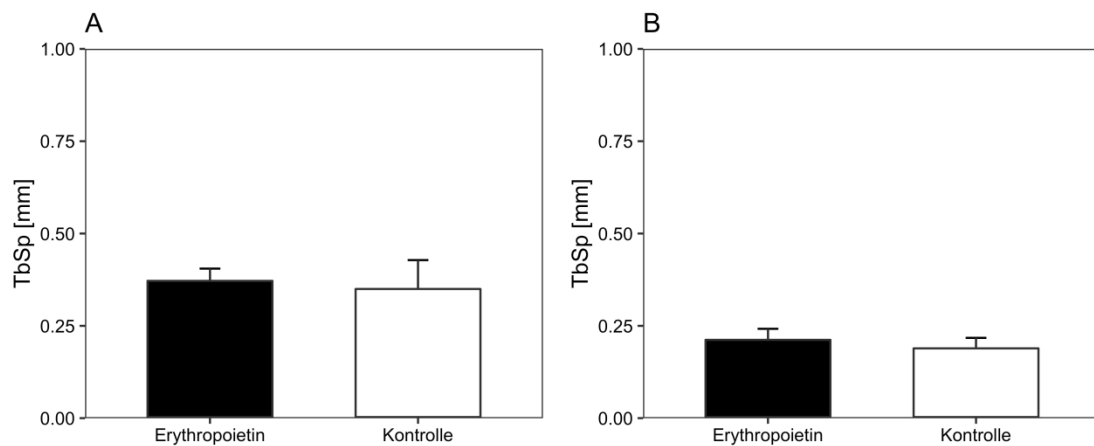 A
TbSp [mm]
1.00
0.75
0.50
0.25
0.00
Erythropoietin Kontrolle
B
TbSp [mm]
1.00
0.75
0.50
0.25
0.00
Erythropoietin Kontrolle